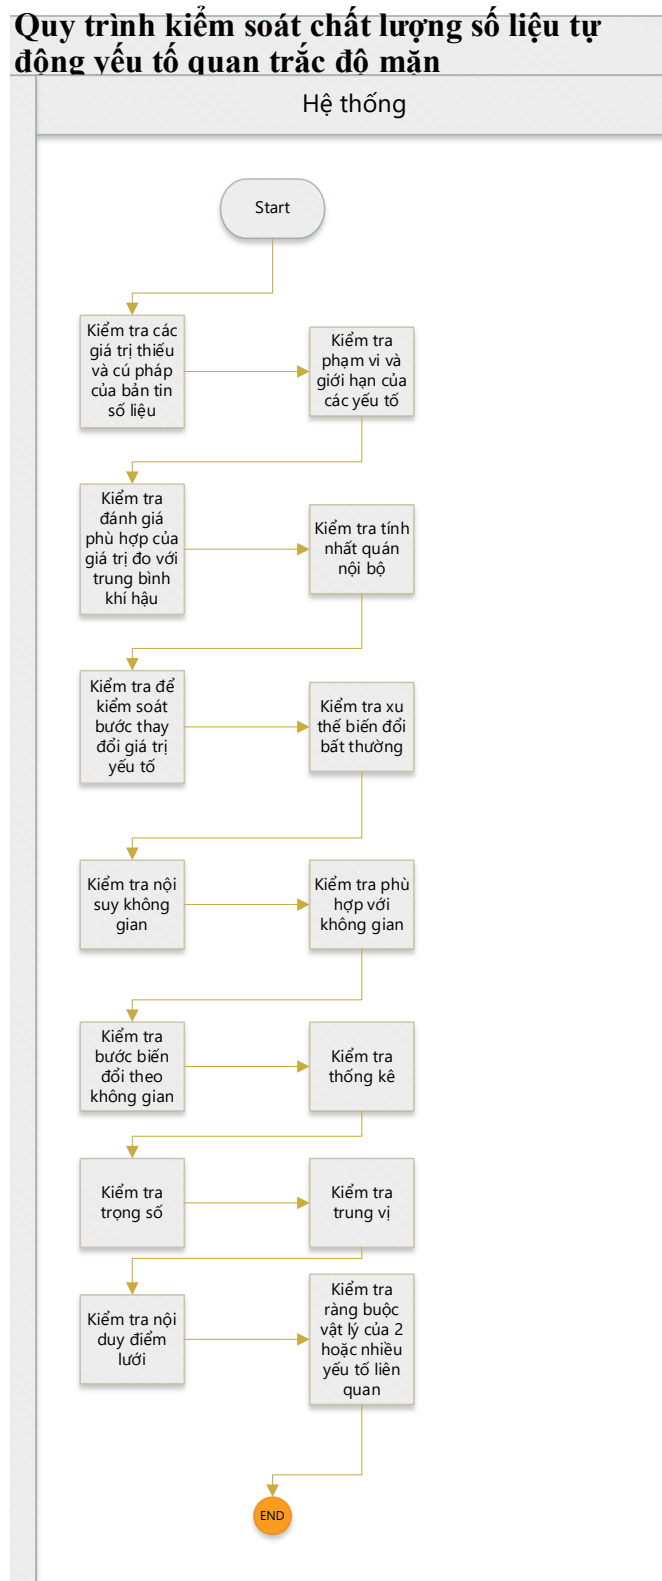 Quy trình kiểm soát chất lượng số liệu tự
động yếu tố quan trắc độ mặn
Hệ thống
Start
Kiểm tra các
giá trị thiếu
và cú pháp
của bản tin
số liệu
Kiểm tra
phạm vi và
giới hạn của
các yếu tố
Kiểm tra
đánh giá
phù hợp của
giá trị đo với
trung bình
khí hậu
Kiểm tra tính
nhất quán
nội bộ
Kiểm tra để
kiểm soát
bước thay
đổi giá trị
yếu tố
Kiểm tra xu
thế biến đổi
bất thường
Kiểm tra nội
suy không
gian
Kiểm tra phù
hợp với
không gian
Kiểm tra
bước biến
đổi theo
không gian
Kiểm tra
thống kê
Kiểm tra
trọng số
Kiểm tra
trung vị
Kiểm tra nội
duy điểm
lưới
Kiểm tra
ràng buộc
vật lý của 2
hoặc nhiều
yếu tố liên
quan
END